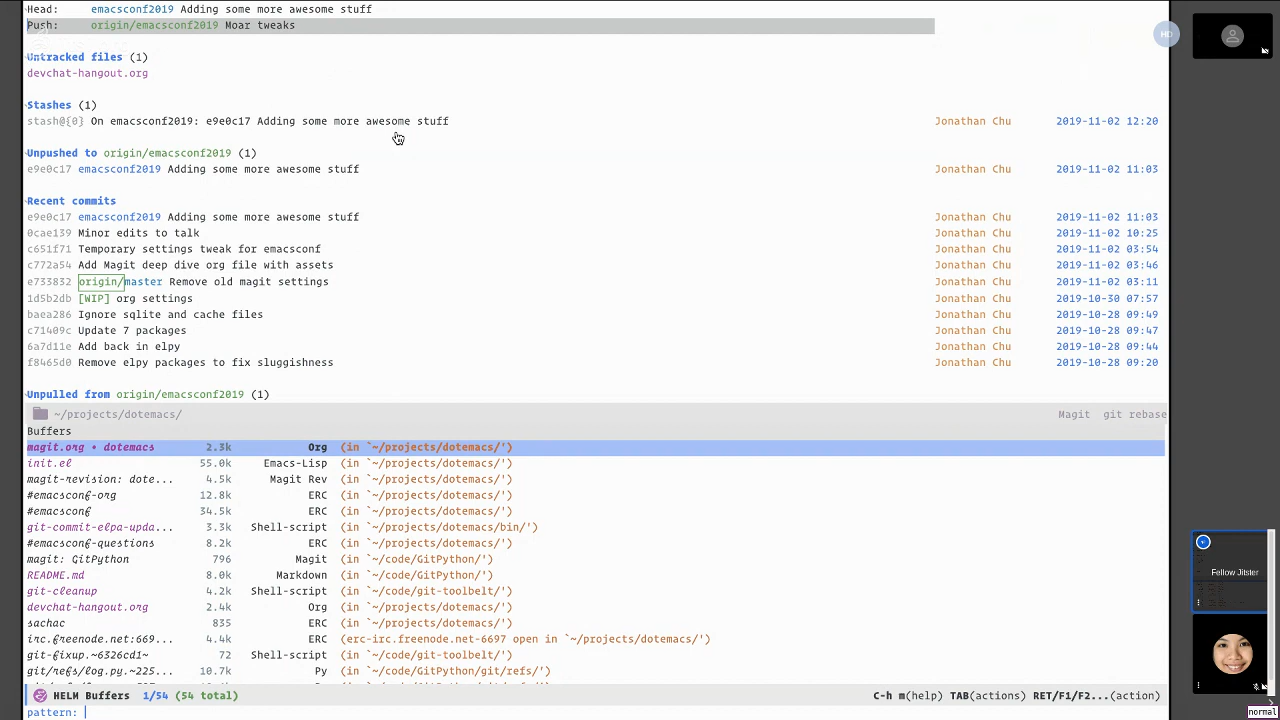 Head:     emacsconf2019 Adding some more awesome stuff
Push:     origin/emacsconf2019 Moar tweaks
HD
Untracked files (1)
devchat-hangout.org
Stashes (1)
stash@{0} On emacsconf2019: e9e0c17 Adding some more awesome stuff Jonathan Chu 2019-11-02 12:20
Unpushed to origin/emacsconf2019 (1)
e9e0c17 emacsconf2019 Adding some more awesome stuff Jonathan Chu 2019-11-02 11:03
Recent commits
e9e0c17 emacsconf2019 Adding some more awesome stuff Jonathan Chu 2019-11-02 11:03
0cae139 Minor edits to talk Jonathan Chu 2019-11-02 10:25
c651f71 Temporary settings tweak for emacsconf Jonathan Chu 2019-11-02 03:54
c772a54 Add Magit deep dive org file with assets Jonathan Chu 2019-11-02 03:46
e733832 origin/master Remove old magit settings Jonathan Chu 2019-11-02 03:11
1d5b2db [WIP] org settings Jonathan Chu 2019-10-30 07:57
baea286 Ignore sqlite and cache files Jonathan Chu 2019-10-28 09:49
c71409c Update 7 packages Jonathan Chu 2019-10-28 09:47
6a7d11e Add back in elpy Jonathan Chu 2019-10-28 09:44
f8465d0 Remove elpy packages to fix sluggishness Jonathan Chu 2019-10-28 09:20
Unpulled from origin/emacsconf2019 (1)
~/projects/dotemacs/ Magit git rebase
Buffers
magit.org • dotemacs 2.3k Org (in `~/projects/dotemacs/')
init.el 55.0k Emacs-Lisp (in `~/projects/dotemacs/')
magit-revision: dote... 4.5k Magit Rev (in `~/projects/dotemacs/')
#emacsconf-org 12.8k ERC (in `~/projects/dotemacs/')
#emacsconf 34.5k ERC (in `~/projects/dotemacs/')
git-commit-elpa-upda... 3.3k Shell-script (in `~/projects/dotemacs/bin/')
#emacsconf-questions 8.2k ERC (in `~/projects/dotemacs/')
magit: GitPython 796 Magit (in `~/code/GitPython/')
README.md 8.0k Markdown (in `~/code/GitPython/')
git-cleanup 4.2k Shell-script (in `~/code/git-toolbelt/')
devchat-hangout.org 2.4k Org (in `~/projects/dotemacs/')
sachac 835 ERC (in `~/projects/dotemacs/')
irc.freenode.net:669... 4.4k ERC (erc-irc.freenode.net-6697 open in `~/projects/dotemacs/')
git-fixup.~6326cd1~ 72 Shell-script (in `~/code/git-toolbelt/')
git/refs/log.py.~225... 10.7k Py (in `~/code/GitPython/git/refs/')
HELM Buffers 1/54 (54 total) C-h m(help) TAB(actions) RET/F1/F2...(action)
pattern:
Fellow Jitster
normal